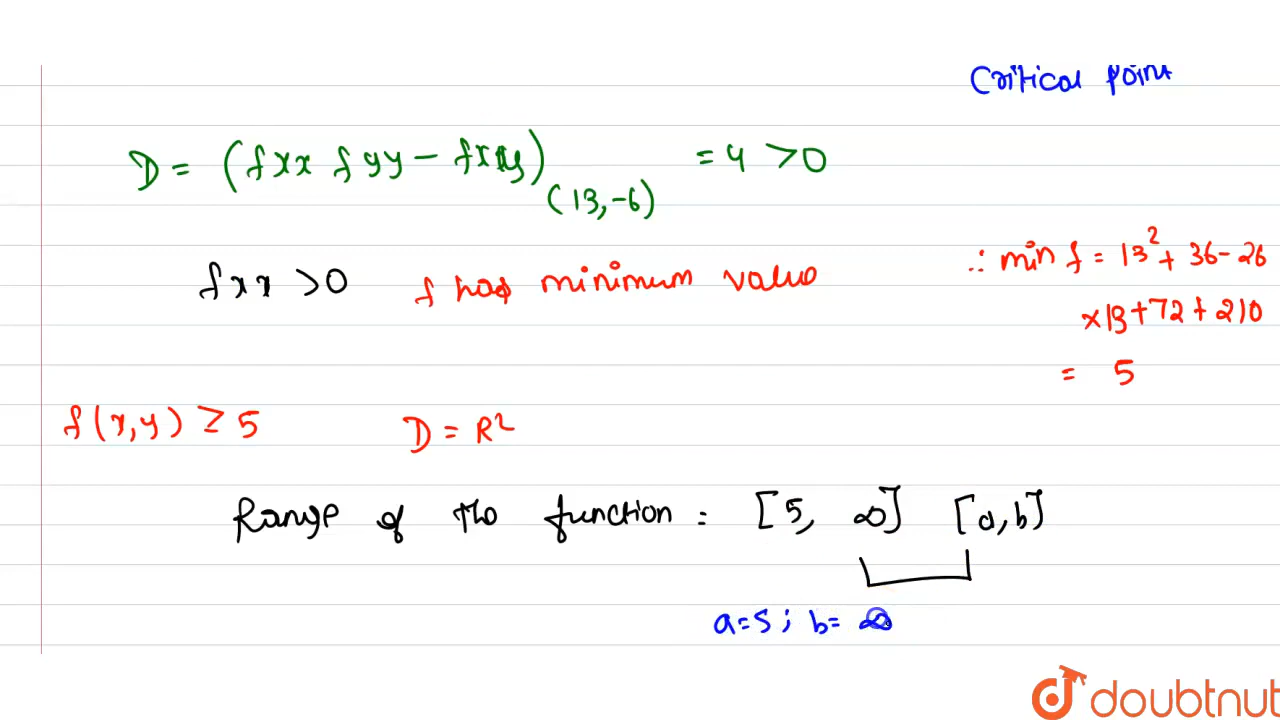 Critical point
D = (fxx fyy - fxy)(13,-6) = 4 > 0
∴ min f = 13² + 36 - 26
fxx > 0 f has minimum value
x 13 + 72 + 210
= 5
f(x,y) ≥ 5 D = R²
Range of the function : [5, ∞] [a, b]
a = 5 ; b = ∞
doubtnut